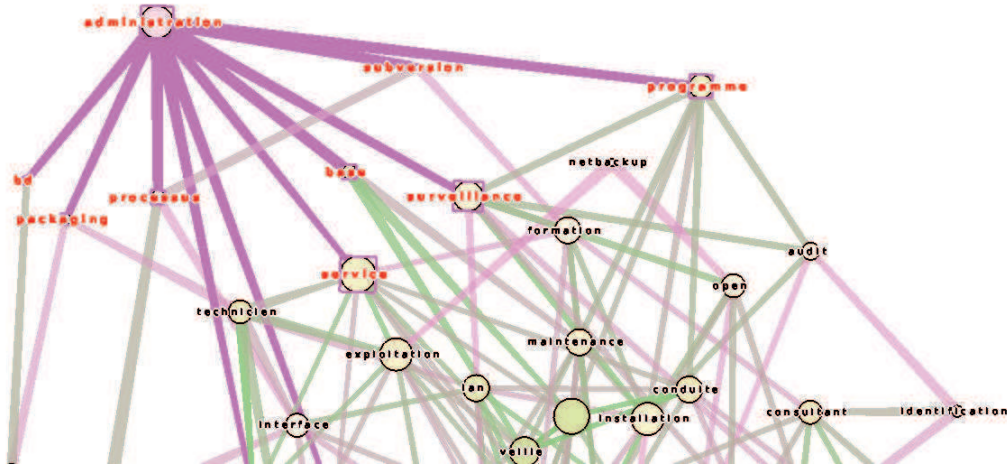 administration
subversion
programme
netbackup
bd
base
processus
surveillance
packaging
formation
audit
service
open
technicien
maintenance
exploitation
lan
conduite
interface
installation
consultant
identification
veille